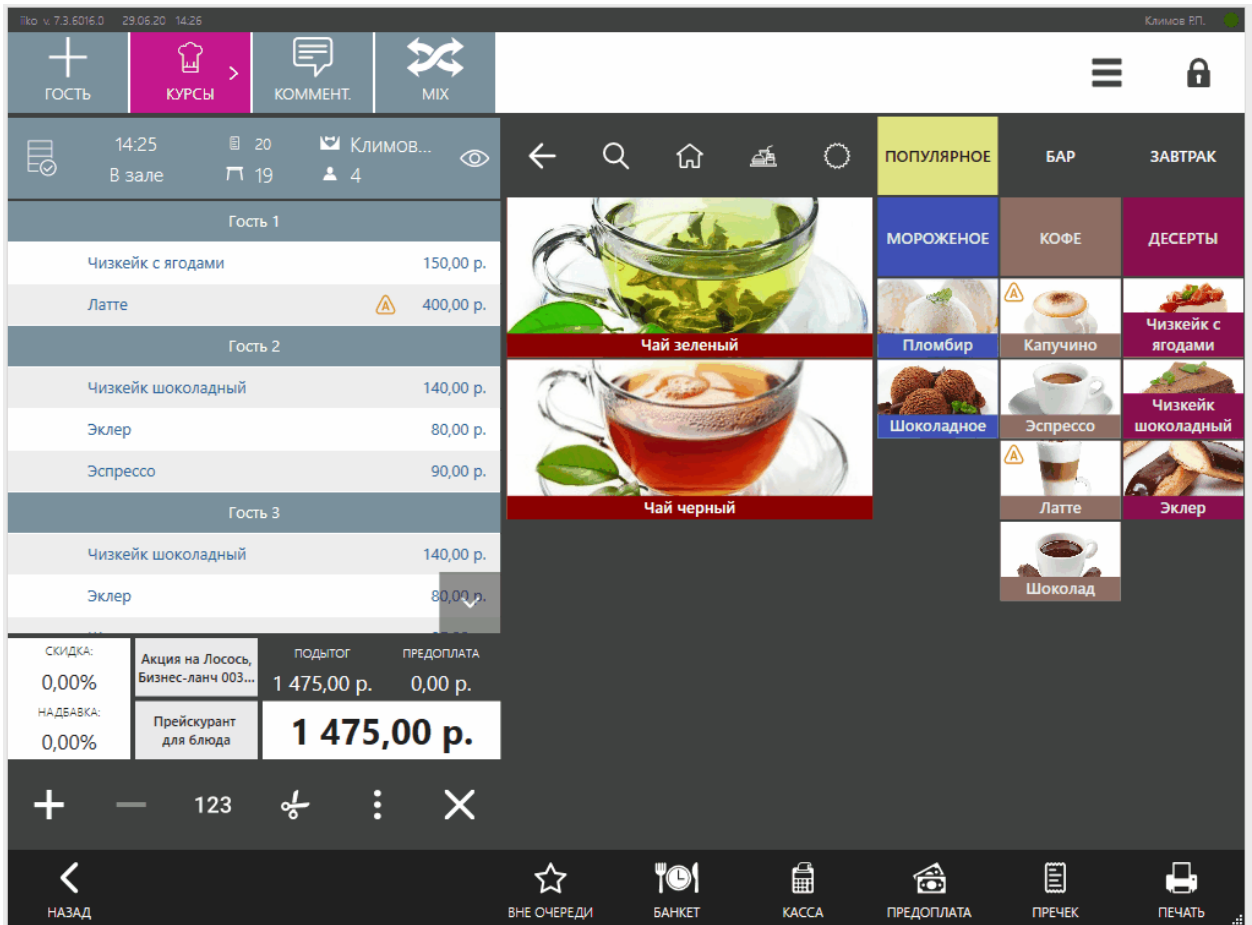 iiko v. 7.3.6016.0 29.06.20 14:26 Климов Р.П.
ГОСТЬ КУРСЫ КОММЕНТ. MIX
14:25 20 Климов...
В зале 19 4
ПОПУЛЯРНОЕ БАР ЗАВТРАК
Гость 1
Чизкейк с ягодами 150,00 р.
Латте 400,00 р.
Гость 2
Чизкейк шоколадный 140,00 р.
Эклер 80,00 р.
Эспрессо 90,00 р.
Гость 3
Чизкейк шоколадный 140,00 р.
Эклер 80,00 р.
МОРОЖЕНОЕ КОФЕ ДЕСЕРТЫ
Чай зеленый
Чай черный
Пломбир
Шоколадное
Капучино
Эспрессо
Латте
Шоколад
Чизкейк с
ягодами
Чизкейк
шоколадный
Эклер
СКИДКА:
0,00%
НАДБАВКА:
0,00%
Акция на Лосось,
Бизнес-ланч 003...
Прейскурант
для блюда
ПОДЫТОГ ПРЕДОПЛАТА
1 475,00 р. 0,00 р.
1 475,00 р.
123
НАЗАД ВНЕ ОЧЕРЕДИ БАНКЕТ КАССА ПРЕДОПЛАТА ПРЕЧЕК ПЕЧАТЬ